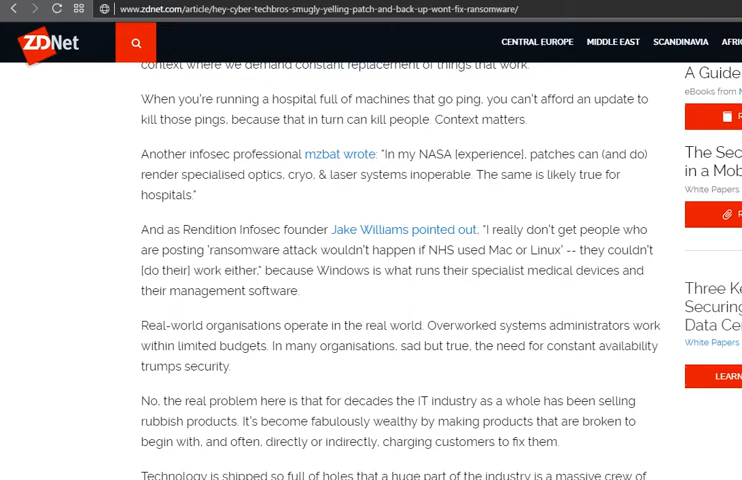 www.zdnet.com/article/hey-cyber-techbros-smugly-yelling-patch-and-back-up-wont-fix-ransomware/
ZDNet
CENTRAL EUROPE MIDDLE EAST SCANDINAVIA AFRI
context where we demand constant replacement of things that work.
When you're running a hospital full of machines that go ping, you can't afford an update to
kill those pings, because that in turn can kill people. Context matters.
Another infosec professional mzbat wrote: "In my NASA [experience], patches can (and do)
render specialised optics, cryo, & laser systems inoperable. The same is likely true for
hospitals."
And as Rendition Infosec founder Jake Williams pointed out, "I really don't get people who
are posting 'ransomware attack wouldn't happen if NHS used Mac or Linux' -- they couldn't
[do their] work either," because Windows is what runs their specialist medical devices and
their management software.
Real-world organisations operate in the real world. Overworked systems administrators work
within limited budgets. In many organisations, sad but true, the need for constant availability
trumps security.
No, the real problem here is that for decades the IT industry as a whole has been selling
rubbish products. It's become fabulously wealthy by making products that are broken to
begin with, and often, directly or indirectly, charging customers to fix them.
Technology is shipped so full of holes that a huge part of the industry is a massive crew of
A Guide
eBooks from
R
The Sec
in a Mob
White Papers
R
Three Ke
Securing
Data Ce
White Papers
LEARN